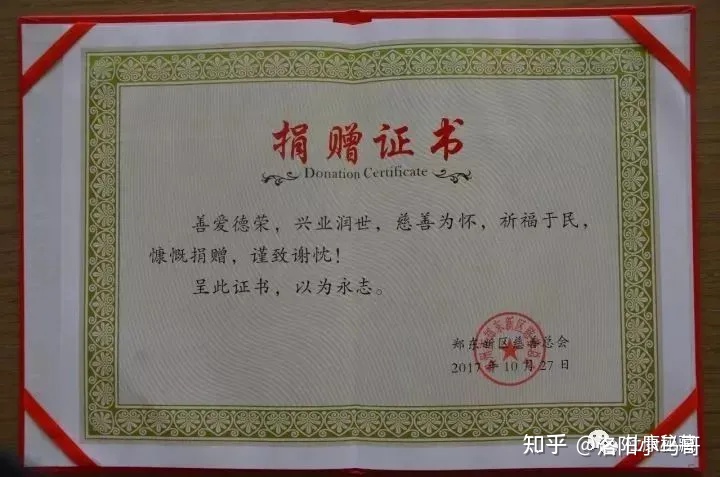 捐赠证书
Donation Certificate
善爱德荣，兴业润世，慈善为怀，祈福于民，
慷慨捐赠，谨致谢忱！
呈此证书，以为永志。
郑东新区慈善总会
2017年10月27日
知乎